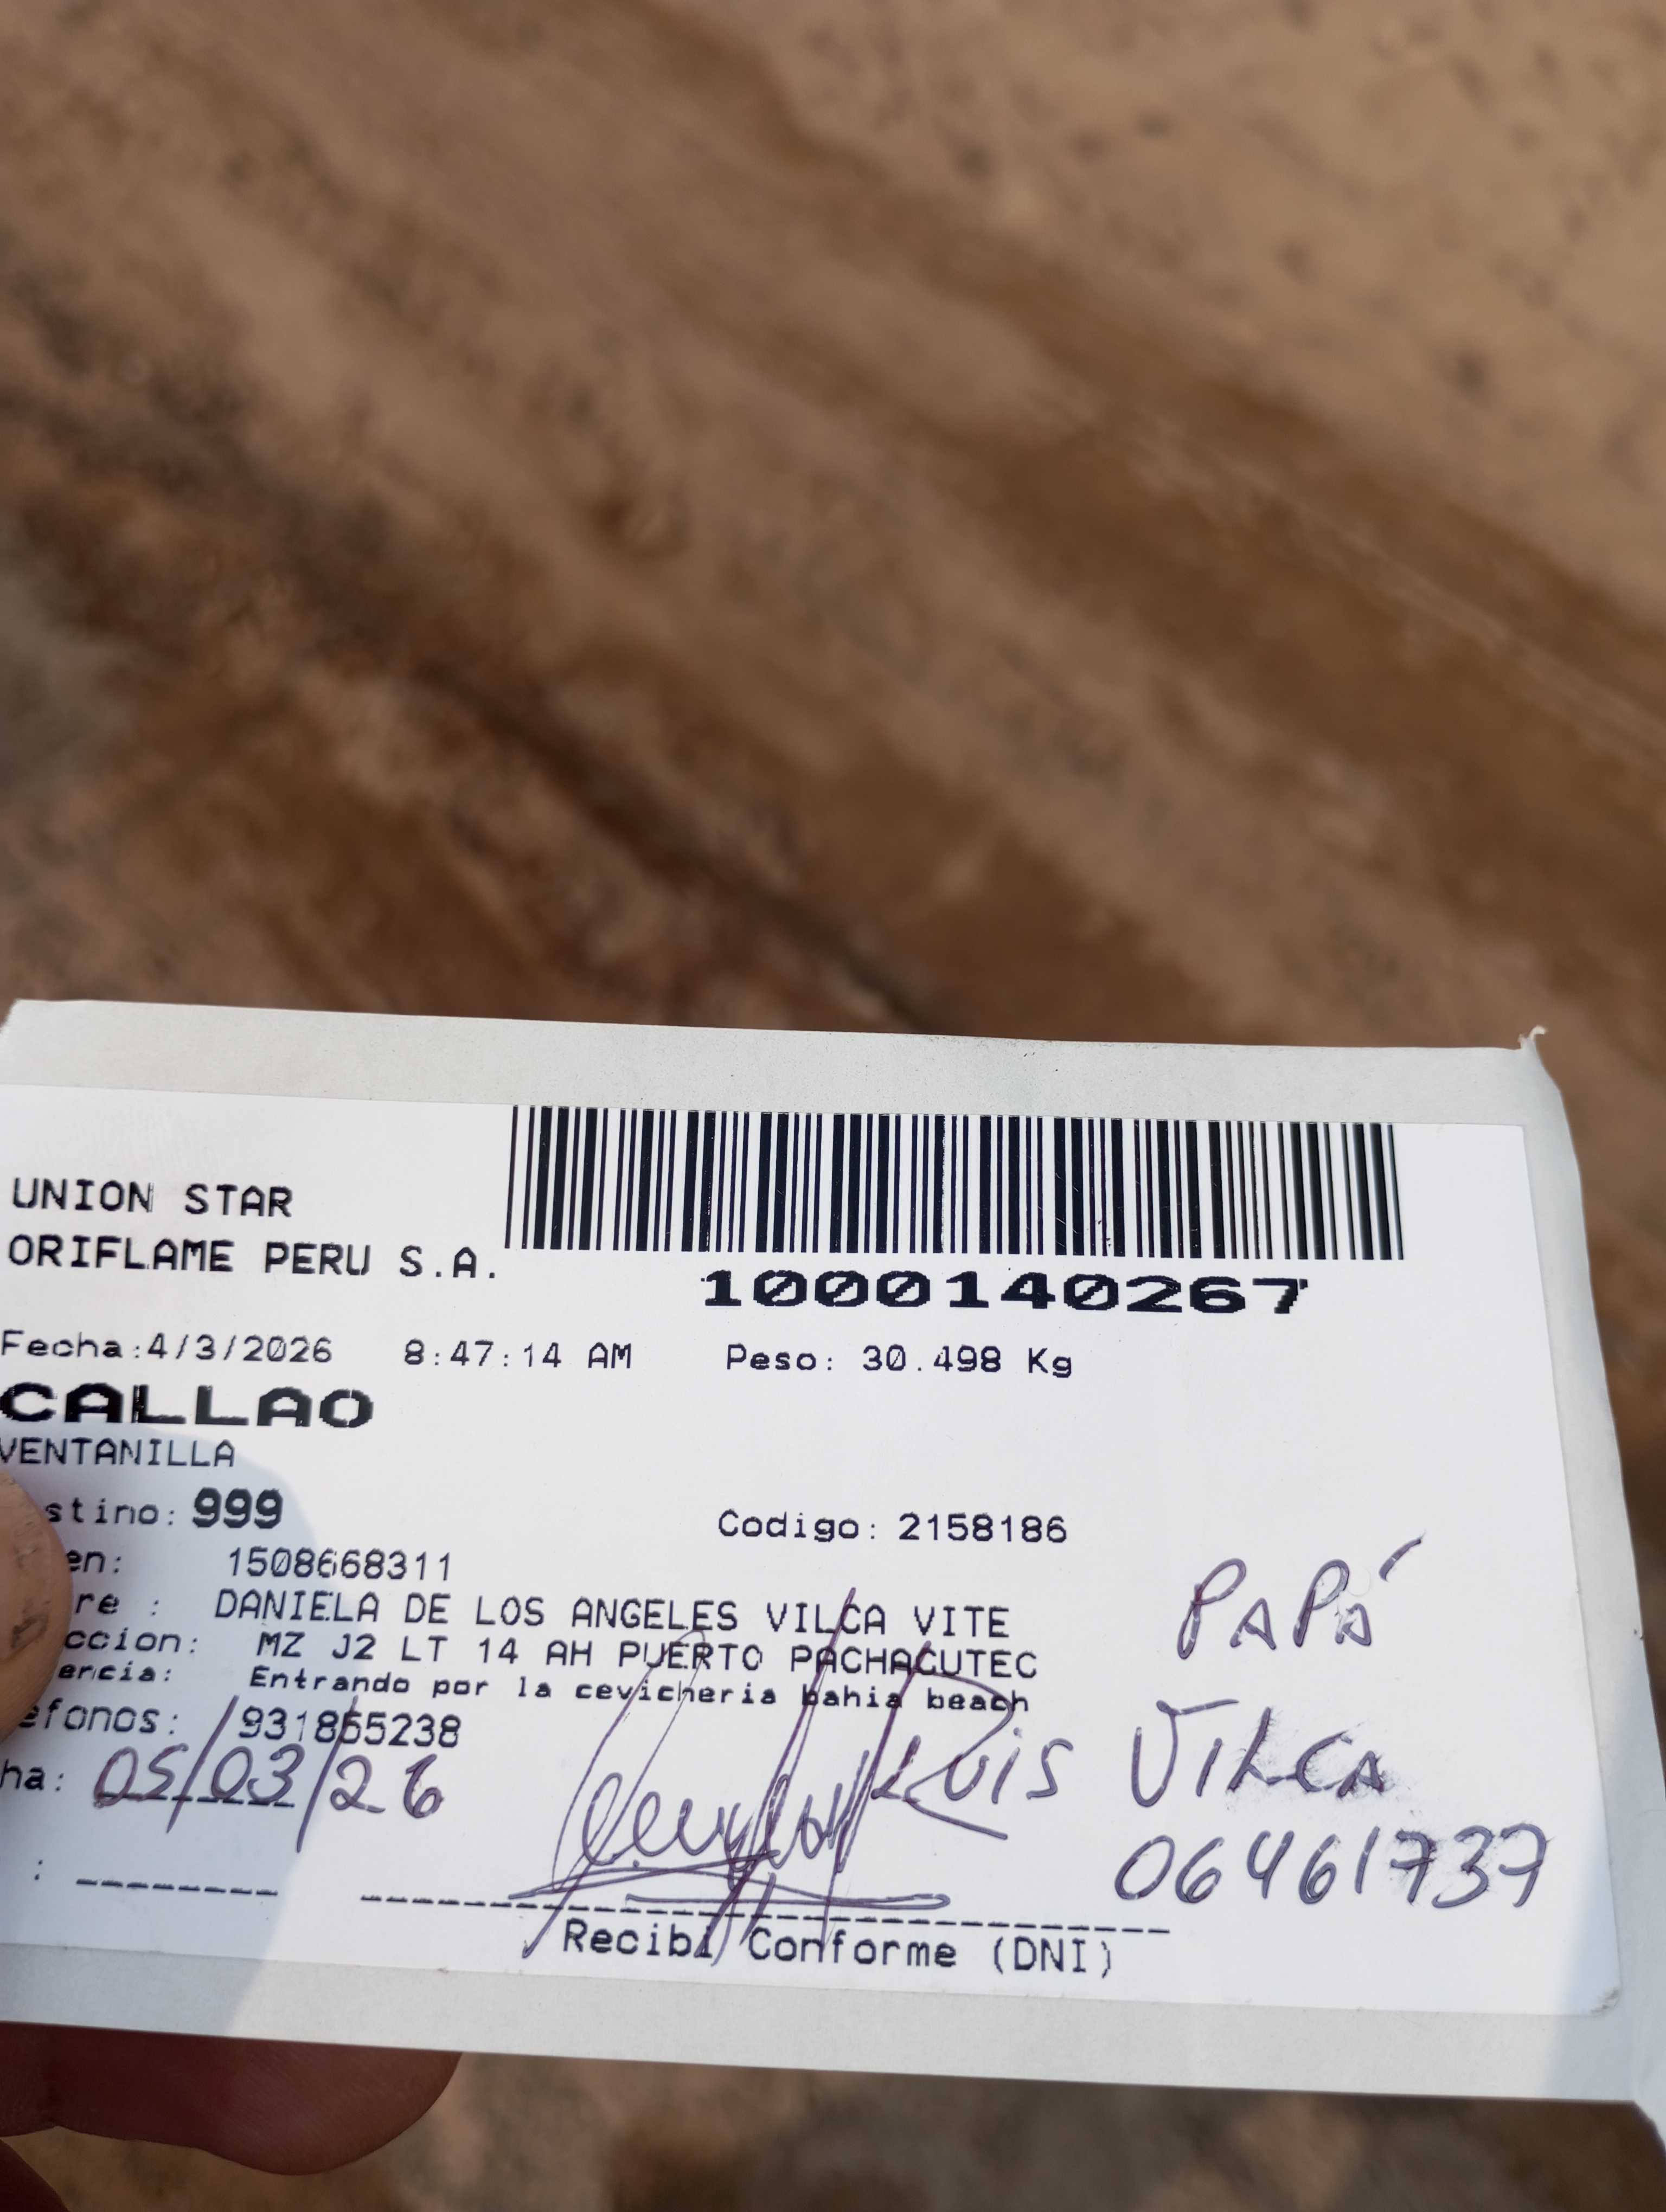 UNION STAR
ORIFLAME PERU S.A.
1000140267
Fecha:4/3/2026 8:47:14 AM Peso: 30.498 Kg
CALLAO
VENTANILLA
stino: 999 Codigo: 2158186
en: 1508668311
re : DANIELA DE LOS ANGELES VILCA VITE
ccion: MZ J2 LT 14 AH PUERTO PACHACUTEC
encia: Entrando por la cevicheria bahia beach
efonos: 931865238
ha: 05/03/26
PAPÁ
LUIS VILCA
06461737
: --------
Recibi Conforme (DNI)